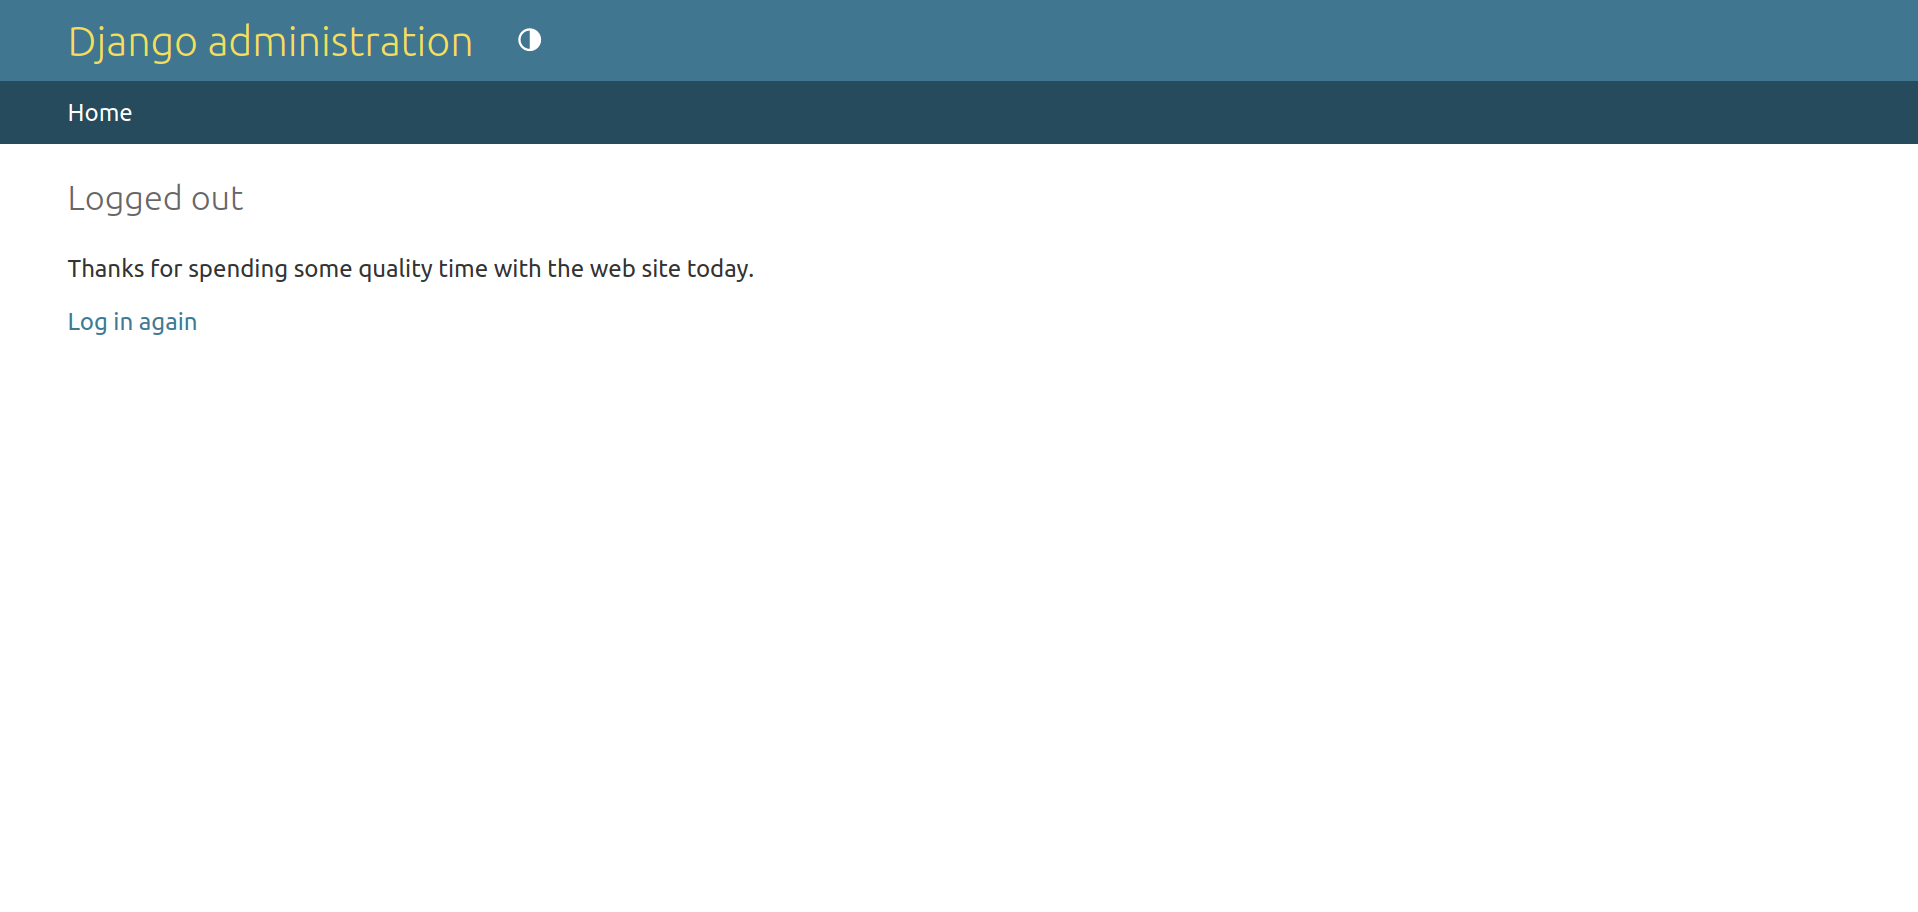 Django administration
Home
Logged out
Thanks for spending some quality time with the web site today.
Log in again